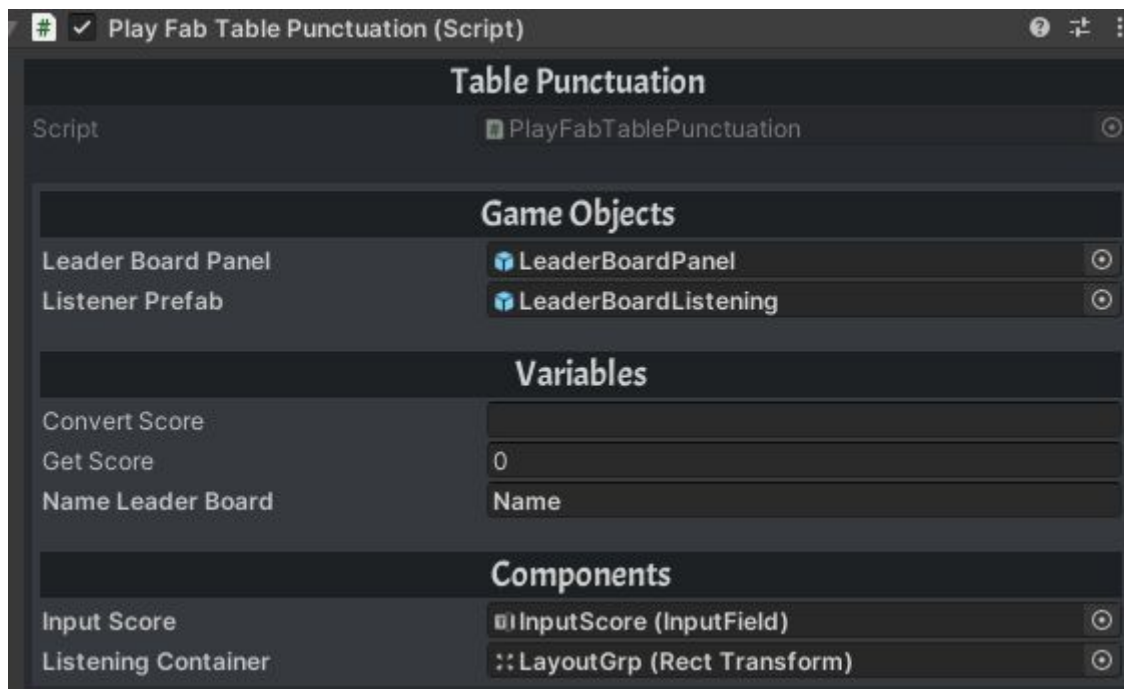 Play Fab Table Punctuation (Script)
Table Punctuation
Script PlayFabTablePunctuation
Game Objects
Leader Board Panel LeaderBoardPanel
Listener Prefab LeaderBoardListening
Variables
Convert Score
Get Score 0
Name Leader Board Name
Components
Input Score InputScore (InputField)
Listening Container LayoutGrp (Rect Transform)